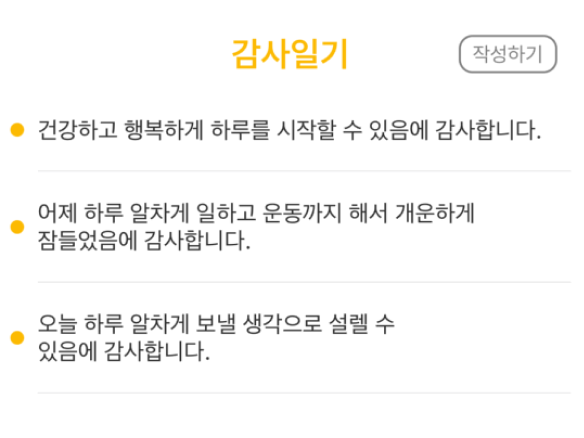 감사일기
작성하기
건강하고 행복하게 하루를 시작할 수 있음에 감사합니다.
어제 하루 알차게 일하고 운동까지 해서 개운하게
잠들었음에 감사합니다.
오늘 하루 알차게 보낼 생각으로 설렐 수
있음에 감사합니다.